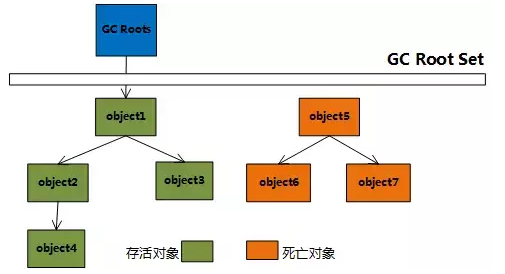 GC Roots
GC Root Set
object1
object5
object2
object3
object6
object7
object4
存活对象
死亡对象